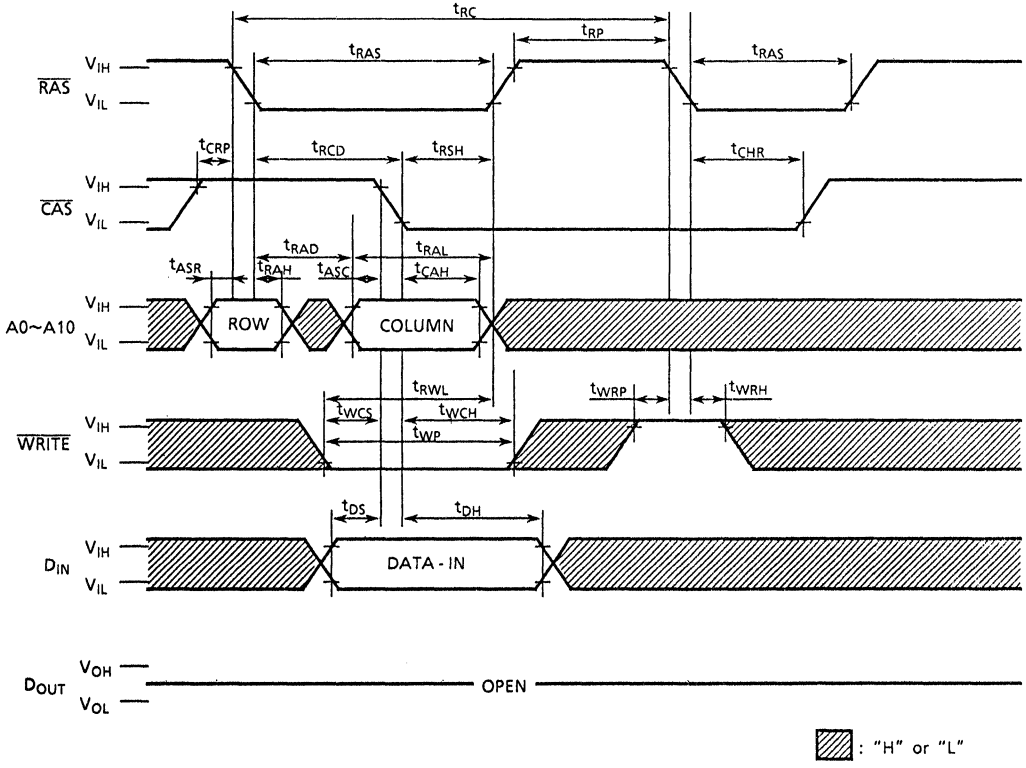 tRC
tRP
tRAS
tRAS
VIH
RAS
VIL
tCRP
tRCD
tRSH
tCHR
VIH
CAS
VIL
tRAD
tRAL
tASR
tRAH
tASC
tCAH
VIH
A0~A10
ROW
COLUMN
VIL
tRWL
tWRP
tWRH
tWCS
tWCH
VIH
tWP
WRITE
VIL
tDS
tDH
VIH
DIN
DATA - IN
VIL
VOH
DOUT
OPEN
VOL
: "H" or "L"